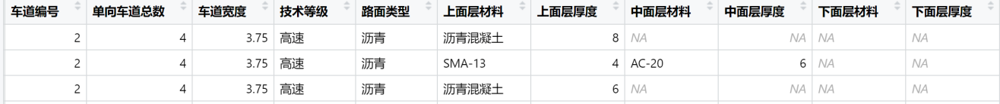 车道编号 单向车道总数 车道宽度 技术等级 路面类型 上面层材料 上面层厚度 中面层材料 中面层厚度 下面层材料 下面层厚度
2 4 3.75 高速 沥青 沥青混凝土 8 NA NA NA NA
2 4 3.75 高速 沥青 SMA-13 4 AC-20 6 NA NA
2 4 3.75 高速 沥青 沥青混凝土 6 NA NA NA NA